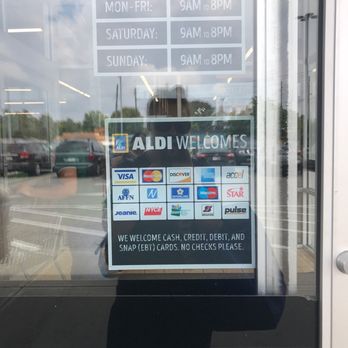 MON-FRI: 9AM TO 8PM
SATURDAY: 9AM TO 8PM
SUNDAY: 9AM TO 8PM
ALDI WELCOMES
VISA DISCOVER accel
AFFN STAR
Jeanie pulse
WE WELCOME CASH, CREDIT, DEBIT, AND
SNAP (EBT) CARDS. NO CHECKS PLEASE.